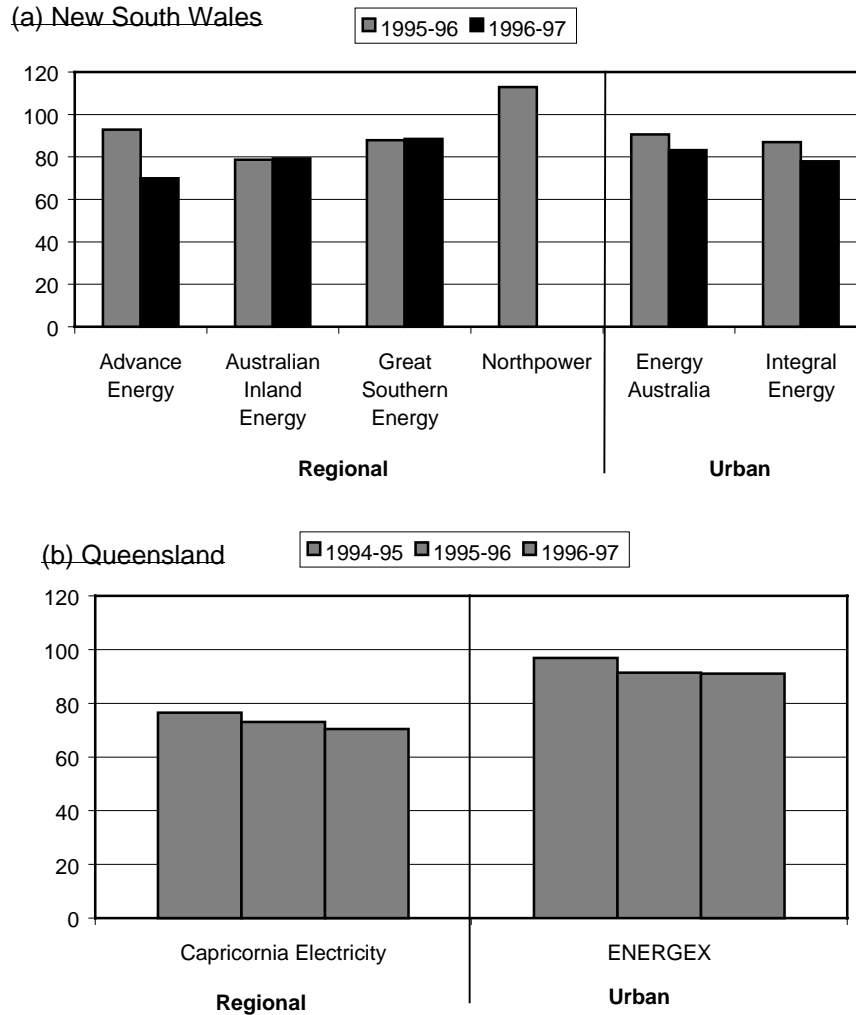 (a) New South Wales
1995-96 1996-97
120
100
80
60
40
20
0
Advance Energy
Australian Inland Energy
Great Southern Energy
Northpower
Energy Australia
Integral Energy
Regional Urban
(b) Queensland
1994-95 1995-96 1996-97
120
100
80
60
40
20
0
Capricornia Electricity ENERGEX
Regional Urban